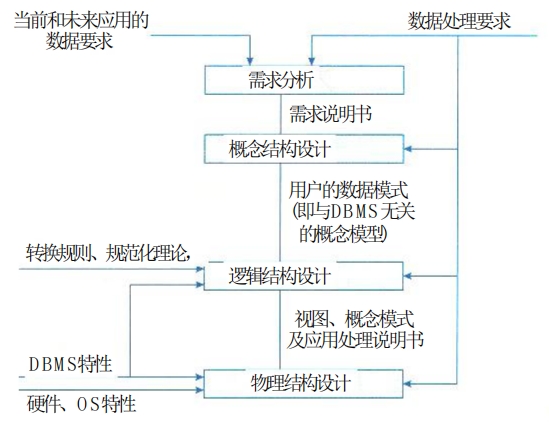 当前和未来应用的
数据要求
数据处理要求
需求分析
需求说明书
概念结构设计
用户的数据模式
(即与DBMS无关
的概念模型)
转换规则、规范化理论,
逻辑结构设计
视图、概念模式
及应用处理说明书
DBMS特性
物理结构设计
硬件、OS特性